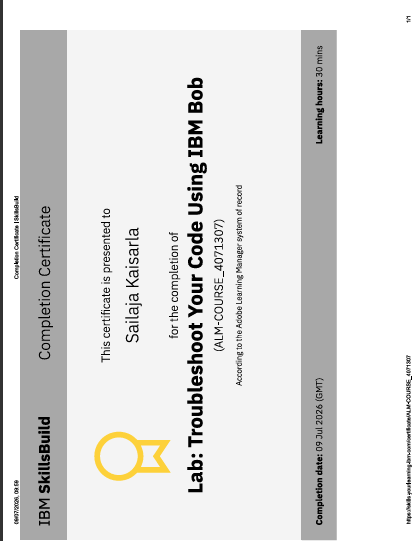 09/07/2026, 09:59
Completion Certificate | SkillsBuild
IBM SkillsBuild
Completion Certificate
This certificate is presented to
Sailaja Kaisarla
for the completion of
Lab: Troubleshoot Your Code Using IBM Bob
(ALM-COURSE_4071307)
According to the Adobe Learning Manager system of record
Completion date: 09 Jul 2026 (GMT)
Learning hours: 30 mins
https://skills.yourlearning.ibm.com/certificate/ALM-COURSE_4071307
1/1